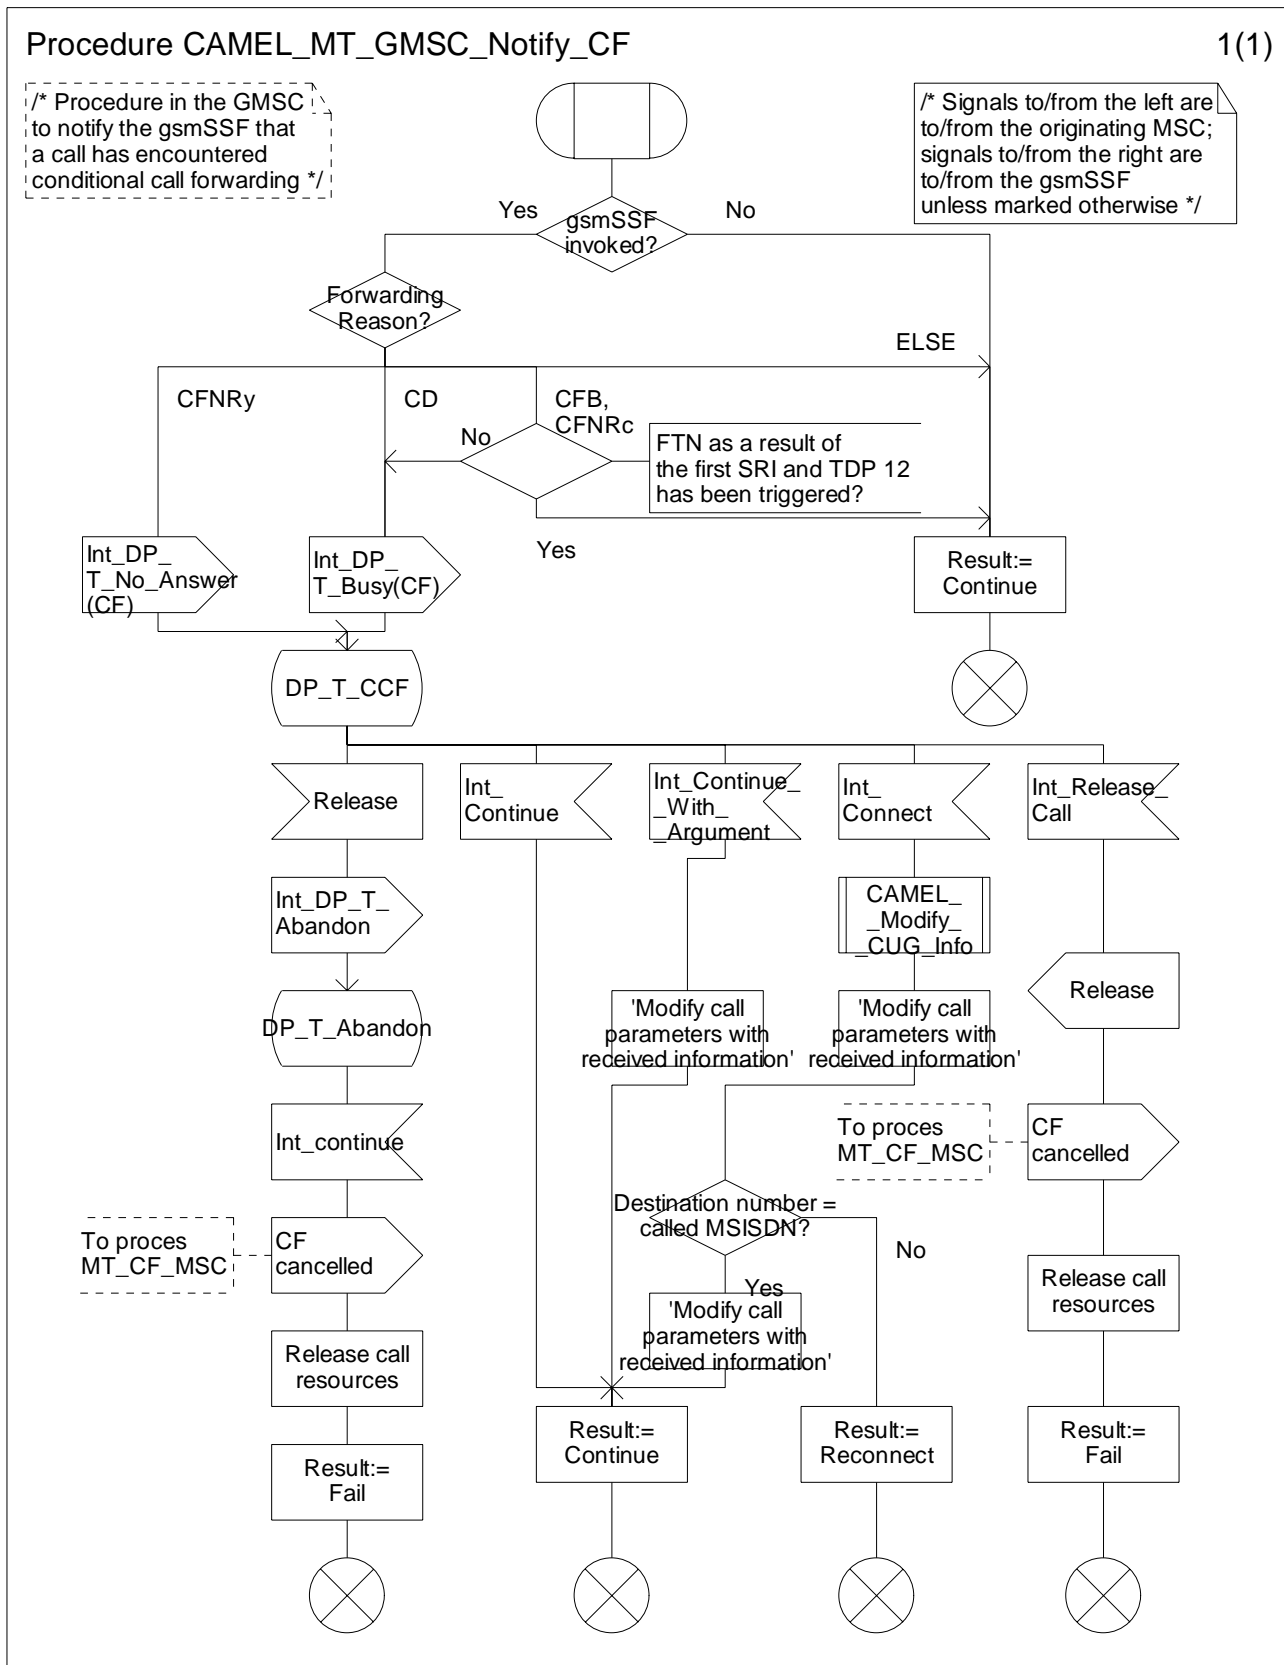 Procedure CAMEL_MT_GMSC_Notify_CF
1(1)
/* Procedure in the GMSC
to notify the gsmSSF that
a call has encountered
conditional call forwarding */
/* Signals to/from the left are
to/from the originating MSC;
signals to/from the right are
to/from the gsmSSF
unless marked otherwise */
Yes
gsmSSF
invoked?
No
Forwarding
Reason?
ELSE
CFNRy
CD
CFB,
CFNRc
No
FTN as a result of
the first SRI and TDP 12
has been triggered?
Yes
Int_DP_
T_No_Answer
(CF)
Int_DP_
T_Busy(CF)
Result:=
Continue
DP_T_CCF
Release
Int_
Continue
Int_Continue_
_With_
_Argument
Int_
Connect
Int_Release_
Call
Int_DP_T_
Abandon
CAMEL_
_Modify_
_CUG_Info
Release
DP_T_Abandon
'Modify call
parameters with
received information'
'Modify call
parameters with
received information'
Int_continue
To proces
MT_CF_MSC
CF
cancelled
Destination number =
called MSISDN?
No
Yes
To proces
MT_CF_MSC
CF
cancelled
Release call
resources
'Modify call
parameters with
received information'
Release call
resources
Result:=
Continue
Result:=
Reconnect
Result:=
Fail
Result:=
Fail